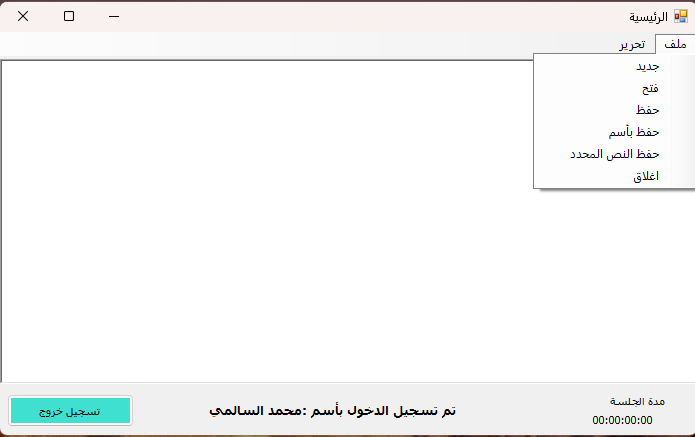 الرئيسية
ملف تحرير
جديد
فتح
حفظ
حفظ بأسم
حفظ النص المحدد
اغلاق
مدة الجلسة
00:00:00:00
تم تسجيل الدخول بأسم :محمد السالمي
تسجيل خروج